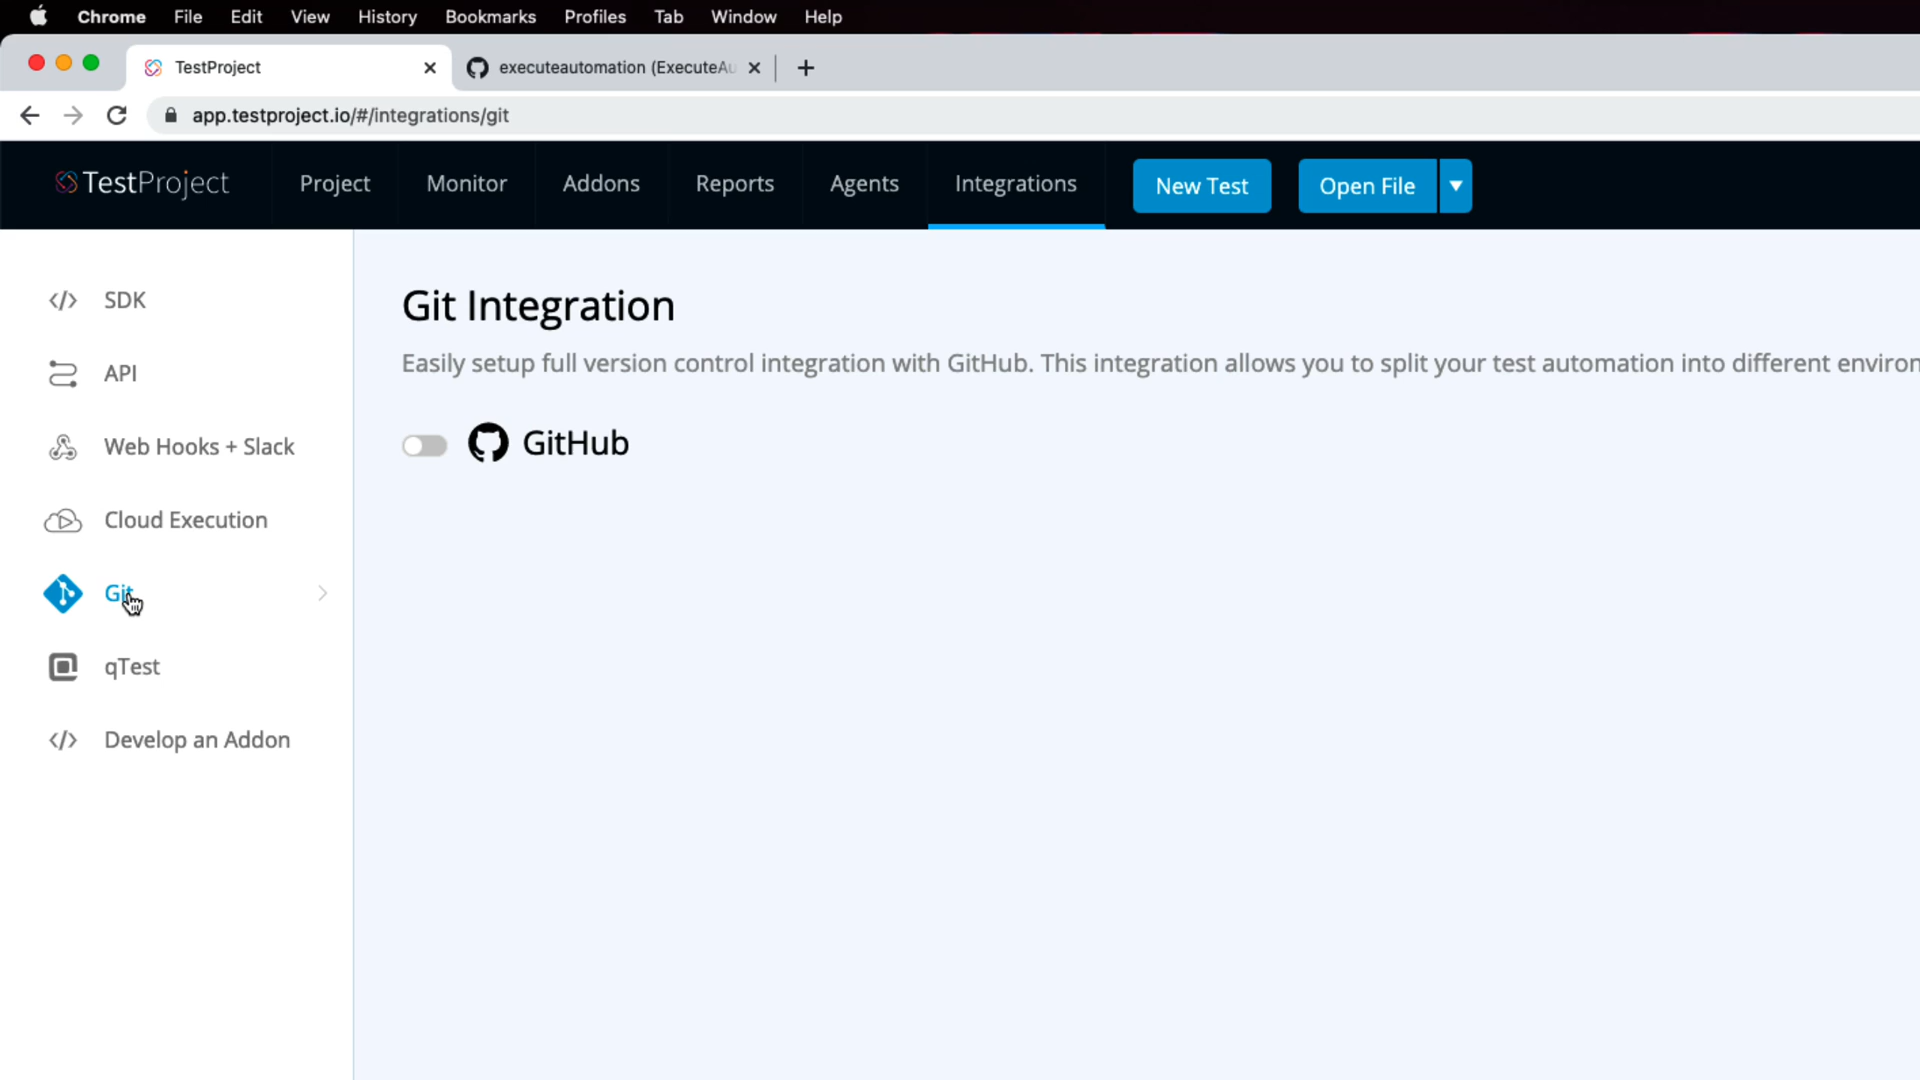 Chrome File Edit View History Bookmarks Profiles Tab Window Help
TestProject
executeautomation (ExecuteAu
app.testproject.io/#/integrations/git
TestProject
Project
Monitor
Addons
Reports
Agents
Integrations
New Test
Open File
SDK
API
Web Hooks + Slack
Cloud Execution
Git
qTest
Develop an Addon
Git Integration
Easily setup full version control integration with GitHub. This integration allows you to split your test automation into different environ
GitHub